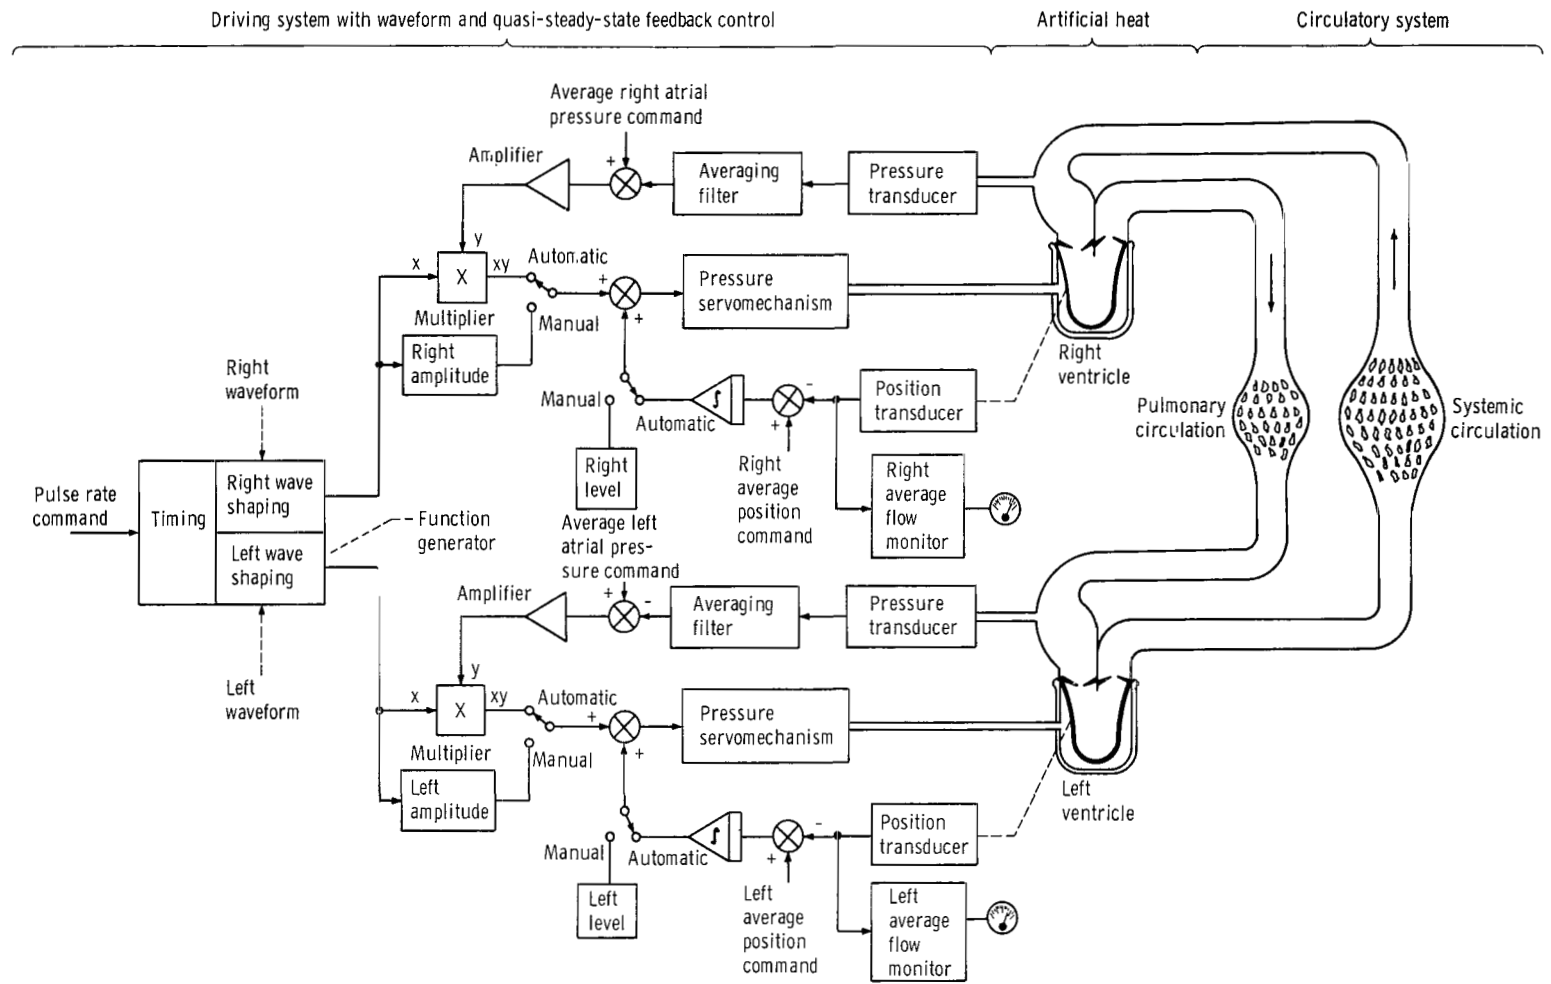 Driving system with waveform and quasi-steady-state feedback control
Artificial heat
Circulatory system
Average right atrial
pressure command
Amplifier
+
Averaging
filter
Pressure
transducer
y
x
X
xy
Multiplier
Automatic
Manual
+
+
Pressure
servomechanism
Right
amplitude
Right
ventricle
Right
waveform
Manual
Automatic
∫
-
+
Position
transducer
Pulmonary
circulation
Systemic
circulation
Right
level
Right
average
position
command
Right
average
flow
monitor
Pulse rate
command
Timing
Right wave
shaping
Left wave
shaping
Function
generator
Average left
atrial pres-
sure command
Amplifier
+
-
Averaging
filter
Pressure
transducer
Left
waveform
y
x
X
xy
Multiplier
Automatic
Manual
+
+
Pressure
servomechanism
Left
amplitude
Left
ventricle
Manual
Automatic
∫
-
+
Position
transducer
Left
level
Left
average
position
command
Left
average
flow
monitor